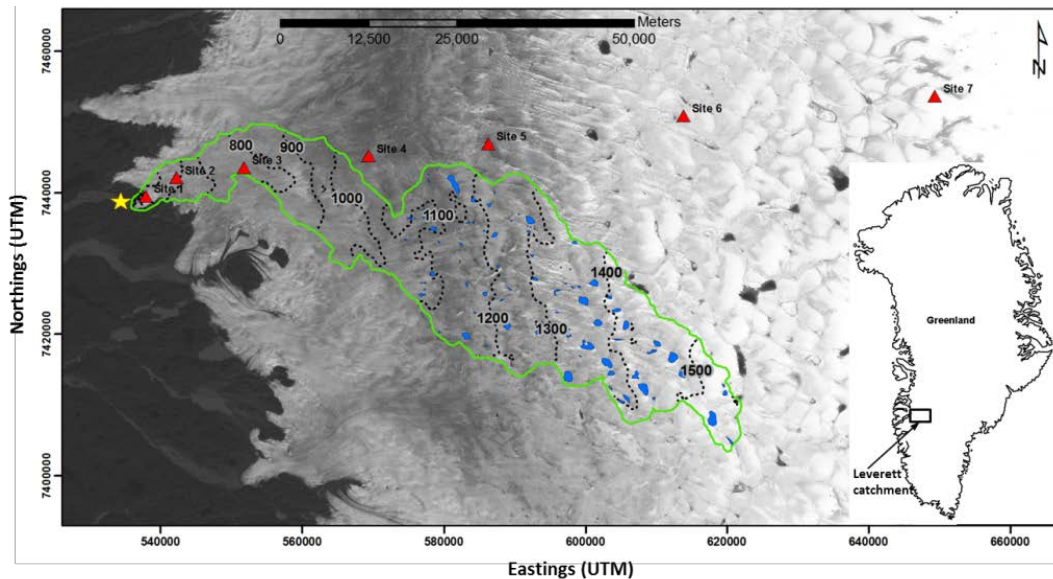 Meters
0 12,500 25,000 50,000
N
7460000
7440000
7420000
7400000
Northings (UTM)
Site 7
Site 6
Site 5
Site 4
800
900
Site 3
Site 2
Site 1
1000
1100
1200
1300
1400
1500
Greenland
Leverett
catchment
540000 560000 580000 600000 620000 640000 660000
Eastings (UTM)